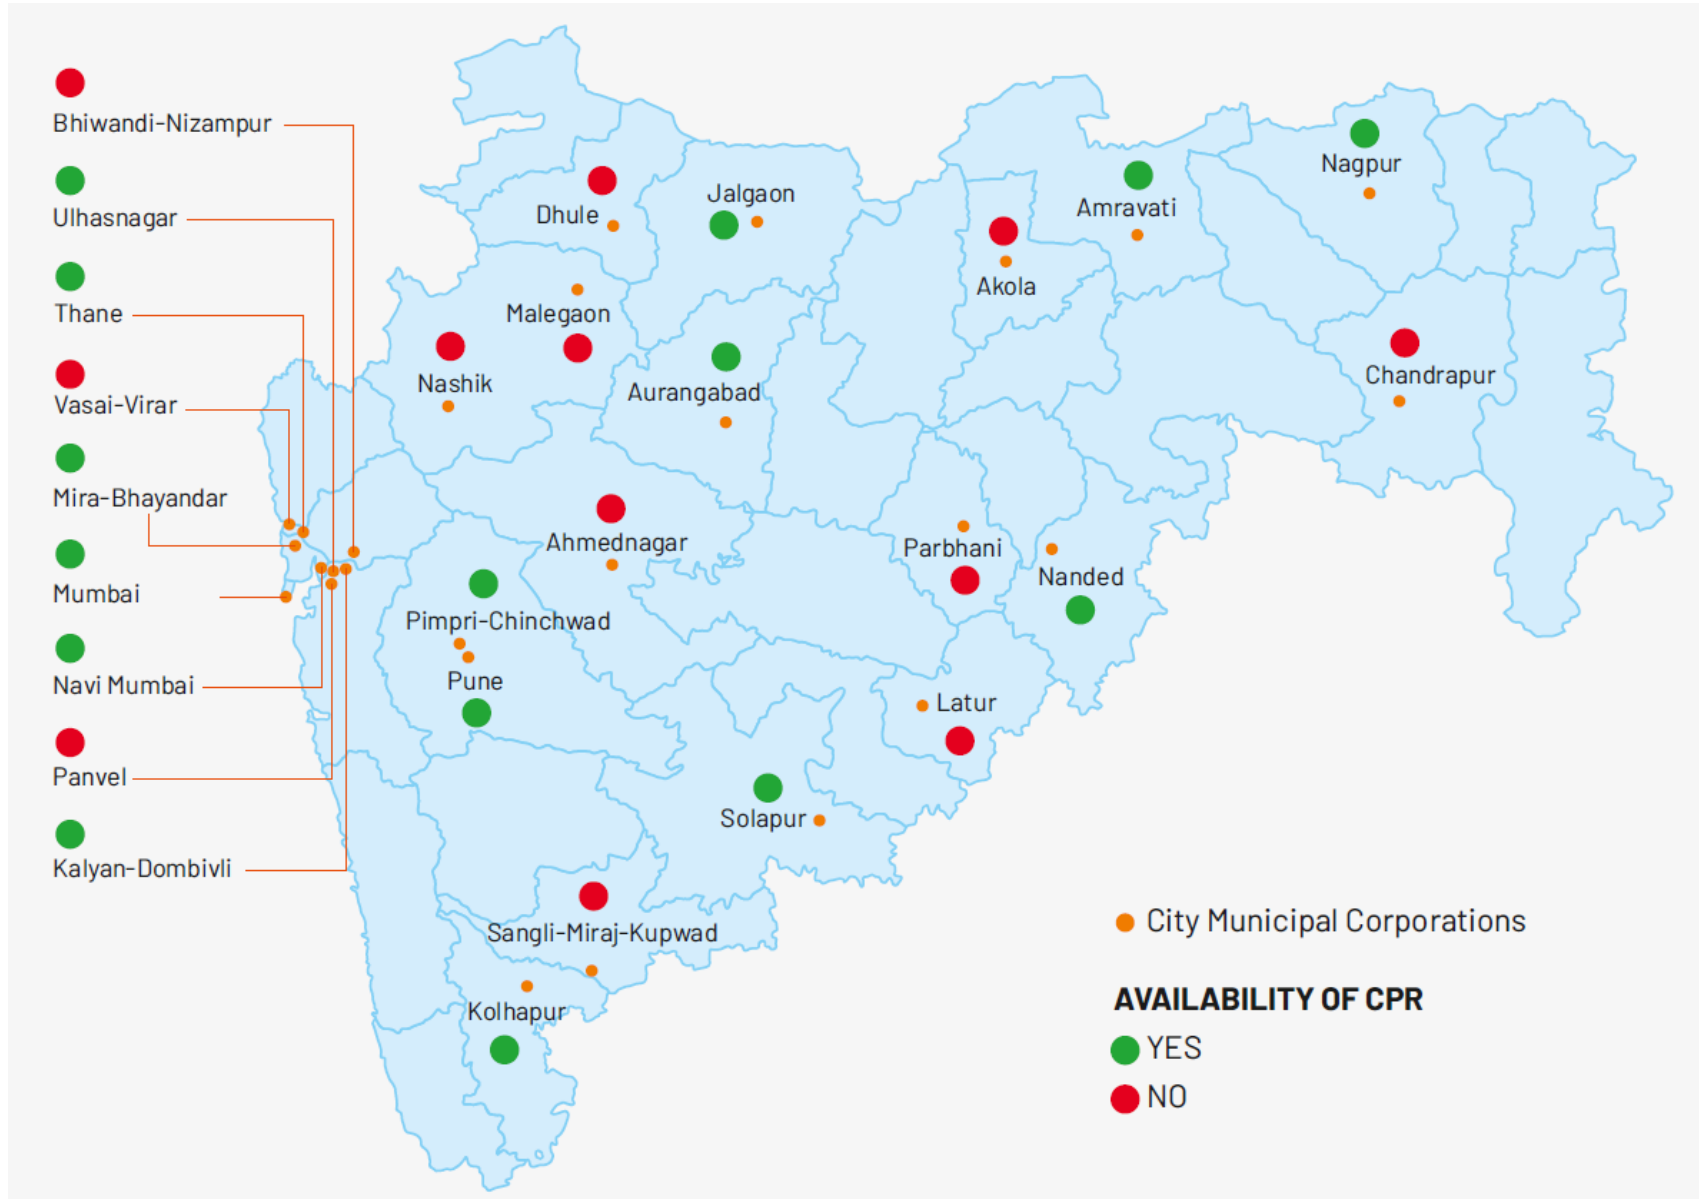 Bhiwandi-Nizampur
Ulhasnagar
Thane
Vasai-Virar
Mira-Bhayandar
Mumbai
Navi Mumbai
Panvel
Kalyan-Dombivli
Dhule
Jalgaon
Malegaon
Nashik
Aurangabad
Akola
Amravati
Nagpur
Chandrapur
Ahmednagar
Parbhani
Nanded
Pimpri-Chinchwad
Pune
Latur
Solapur
Sangli-Miraj-Kupwad
Kolhapur
City Municipal Corporations
AVAILABILITY OF CPR
YES
NO